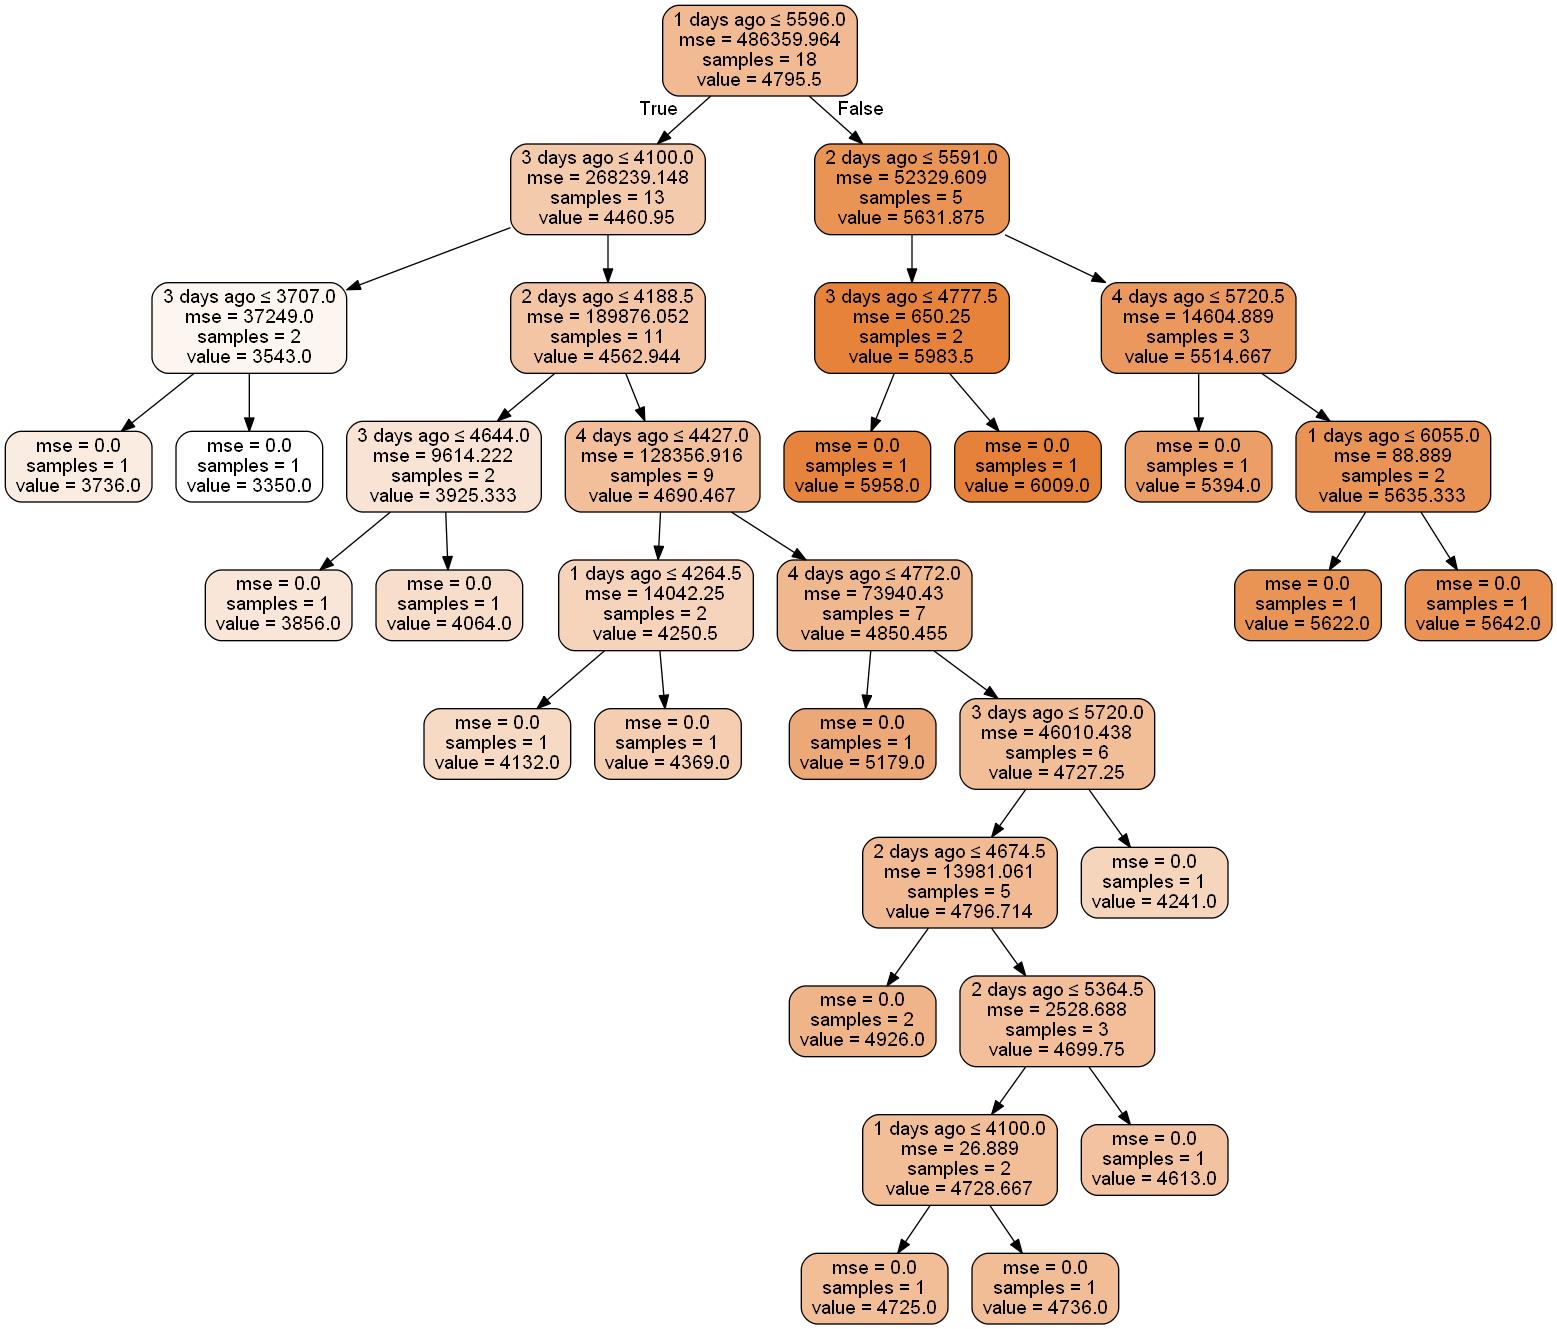 1 days ago ≤ 5596.0
mse = 486359.964
samples = 18
value = 4795.5
True
False
3 days ago ≤ 4100.0
mse = 268239.148
samples = 13
value = 4460.95
2 days ago ≤ 5591.0
mse = 52329.609
samples = 5
value = 5631.875
3 days ago ≤ 3707.0
mse = 37249.0
samples = 2
value = 3543.0
2 days ago ≤ 4188.5
mse = 189876.052
samples = 11
value = 4562.944
3 days ago ≤ 4777.5
mse = 650.25
samples = 2
value = 5983.5
4 days ago ≤ 5720.5
mse = 14604.889
samples = 3
value = 5514.667
mse = 0.0
samples = 1
value = 3736.0
mse = 0.0
samples = 1
value = 3350.0
3 days ago ≤ 4644.0
mse = 9614.222
samples = 2
value = 3925.333
4 days ago ≤ 4427.0
mse = 128356.916
samples = 9
value = 4690.467
mse = 0.0
samples = 1
value = 5958.0
mse = 0.0
samples = 1
value = 6009.0
mse = 0.0
samples = 1
value = 5394.0
1 days ago ≤ 6055.0
mse = 88.889
samples = 2
value = 5635.333
mse = 0.0
samples = 1
value = 3856.0
mse = 0.0
samples = 1
value = 4064.0
1 days ago ≤ 4264.5
mse = 14042.25
samples = 2
value = 4250.5
4 days ago ≤ 4772.0
mse = 73940.43
samples = 7
value = 4850.455
mse = 0.0
samples = 1
value = 5622.0
mse = 0.0
samples = 1
value = 5642.0
mse = 0.0
samples = 1
value = 4132.0
mse = 0.0
samples = 1
value = 4369.0
mse = 0.0
samples = 1
value = 5179.0
3 days ago ≤ 5720.0
mse = 46010.438
samples = 6
value = 4727.25
2 days ago ≤ 4674.5
mse = 13981.061
samples = 5
value = 4796.714
mse = 0.0
samples = 1
value = 4241.0
mse = 0.0
samples = 2
value = 4926.0
2 days ago ≤ 5364.5
mse = 2528.688
samples = 3
value = 4699.75
1 days ago ≤ 4100.0
mse = 26.889
samples = 2
value = 4728.667
mse = 0.0
samples = 1
value = 4613.0
mse = 0.0
samples = 1
value = 4725.0
mse = 0.0
samples = 1
value = 4736.0